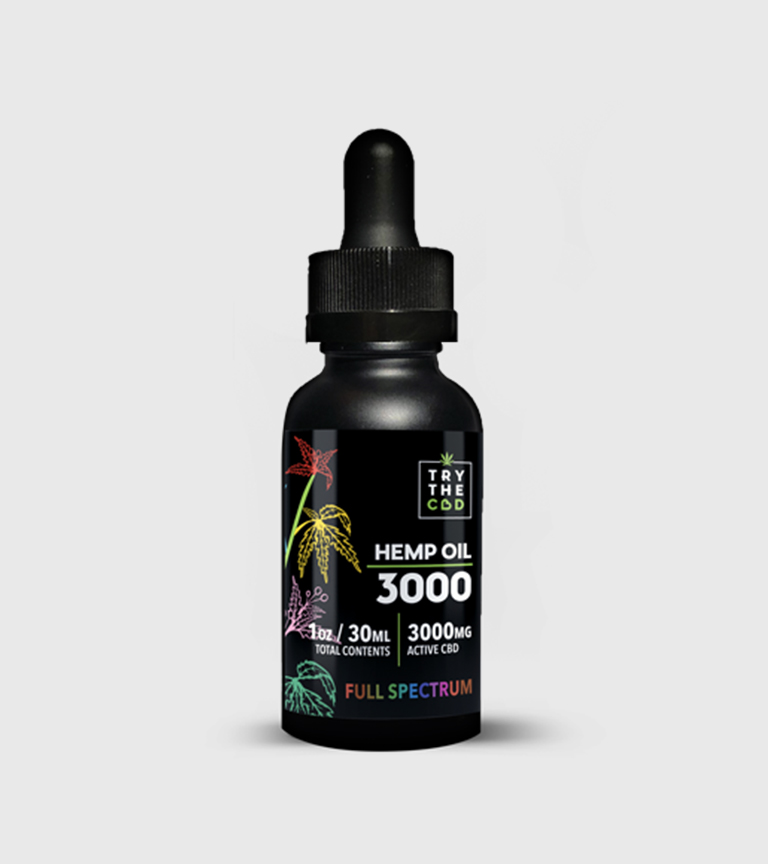 TRY
THE
CBD
HEMP OIL
3000
1OZ / 30ML
TOTAL CONTENTS
3000MG
ACTIVE CBD
FULL SPECTRUM